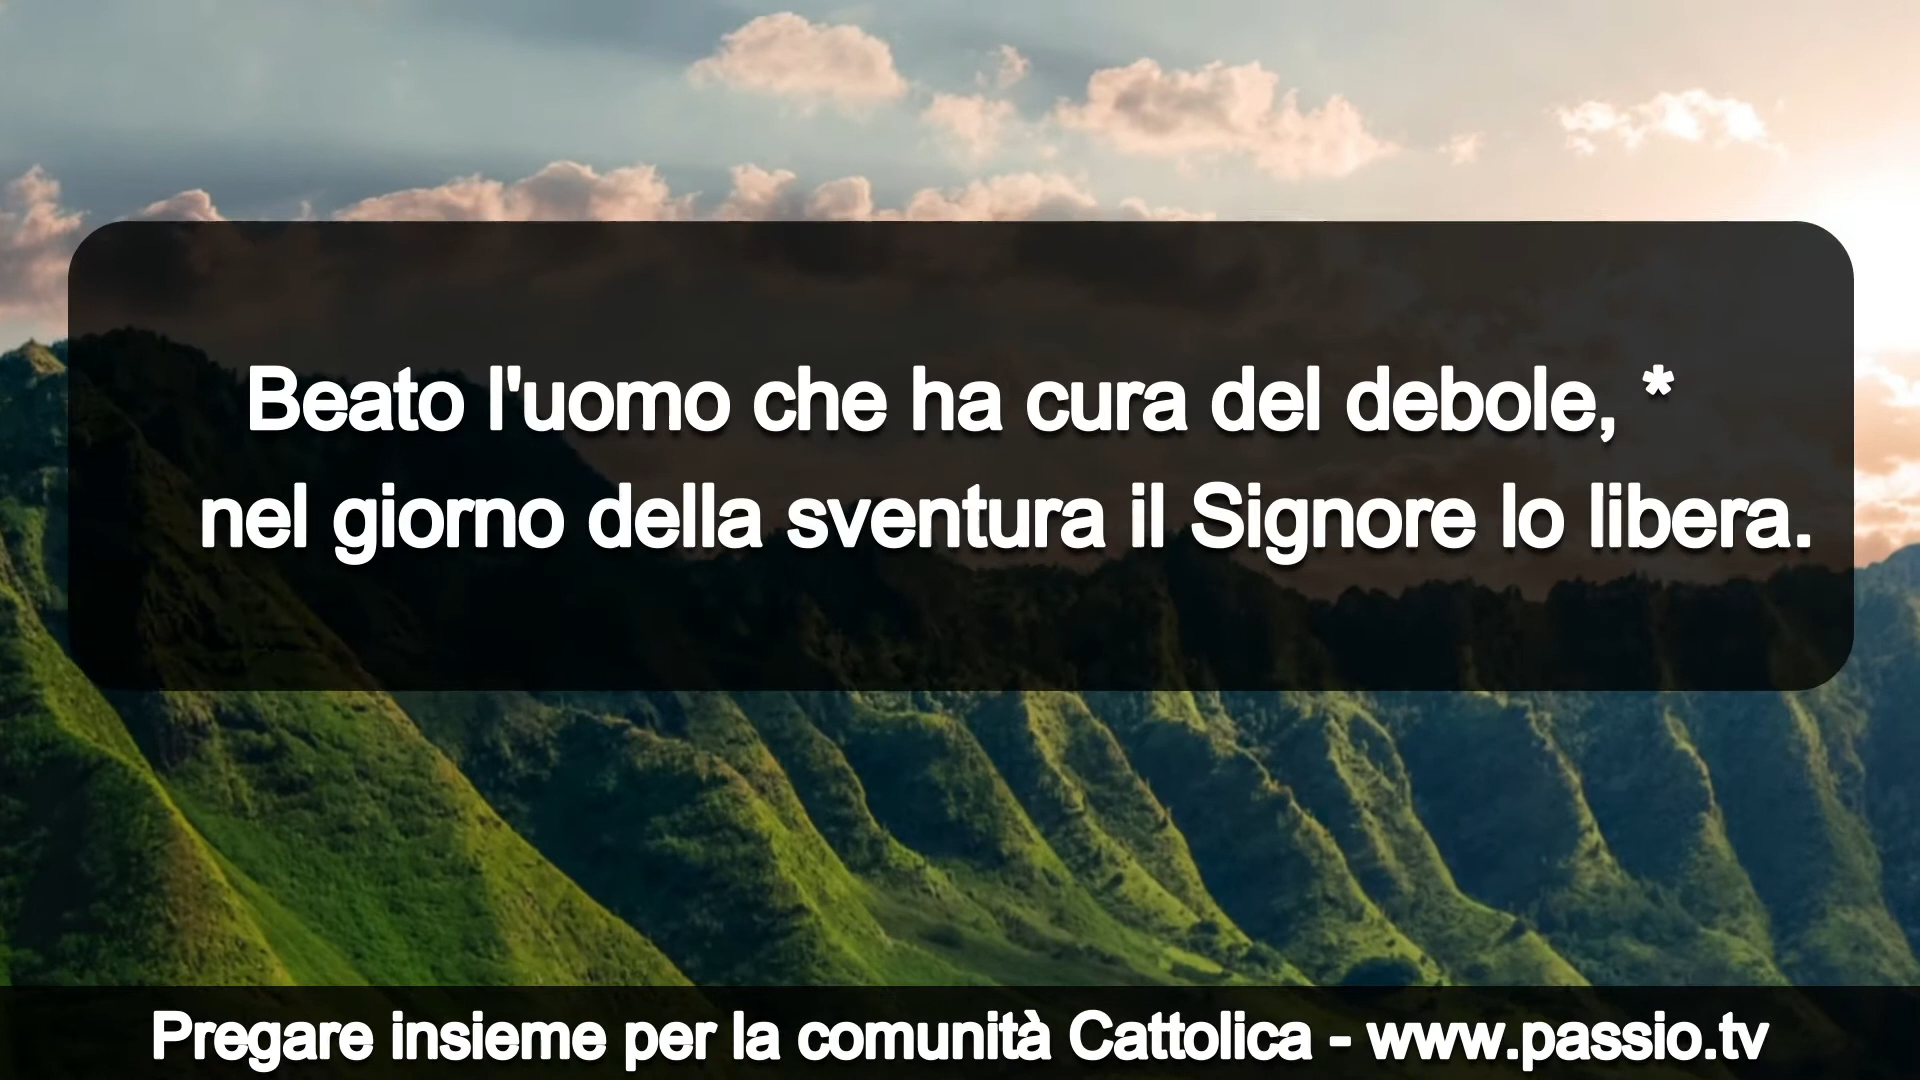 Beato l'uomo che ha cura del debole, *
nel giorno della sventura il Signore lo libera.
Pregare insieme per la comunità Cattolica - www.passio.tv